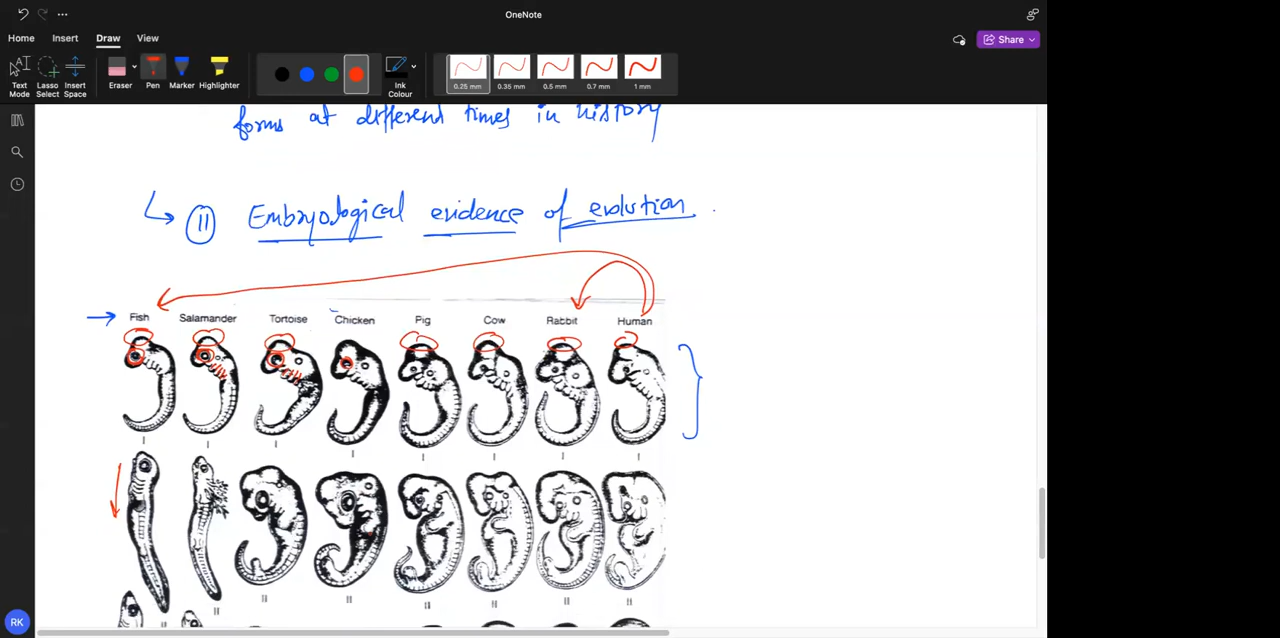 OneNote
Home Insert Draw View
Share
Text Mode
Lasso Select
Insert Space
Eraser
Pen
Marker
Highlighter
Ink Colour
0.25 mm
0.35 mm
0.5 mm
0.7 mm
1 mm
forms at different times in history
II Embryological evidence of evolution
Fish Salamander Tortoise Chicken Pig Cow Rabbit Human
I I I I I I I I
II II II II II II II
RK